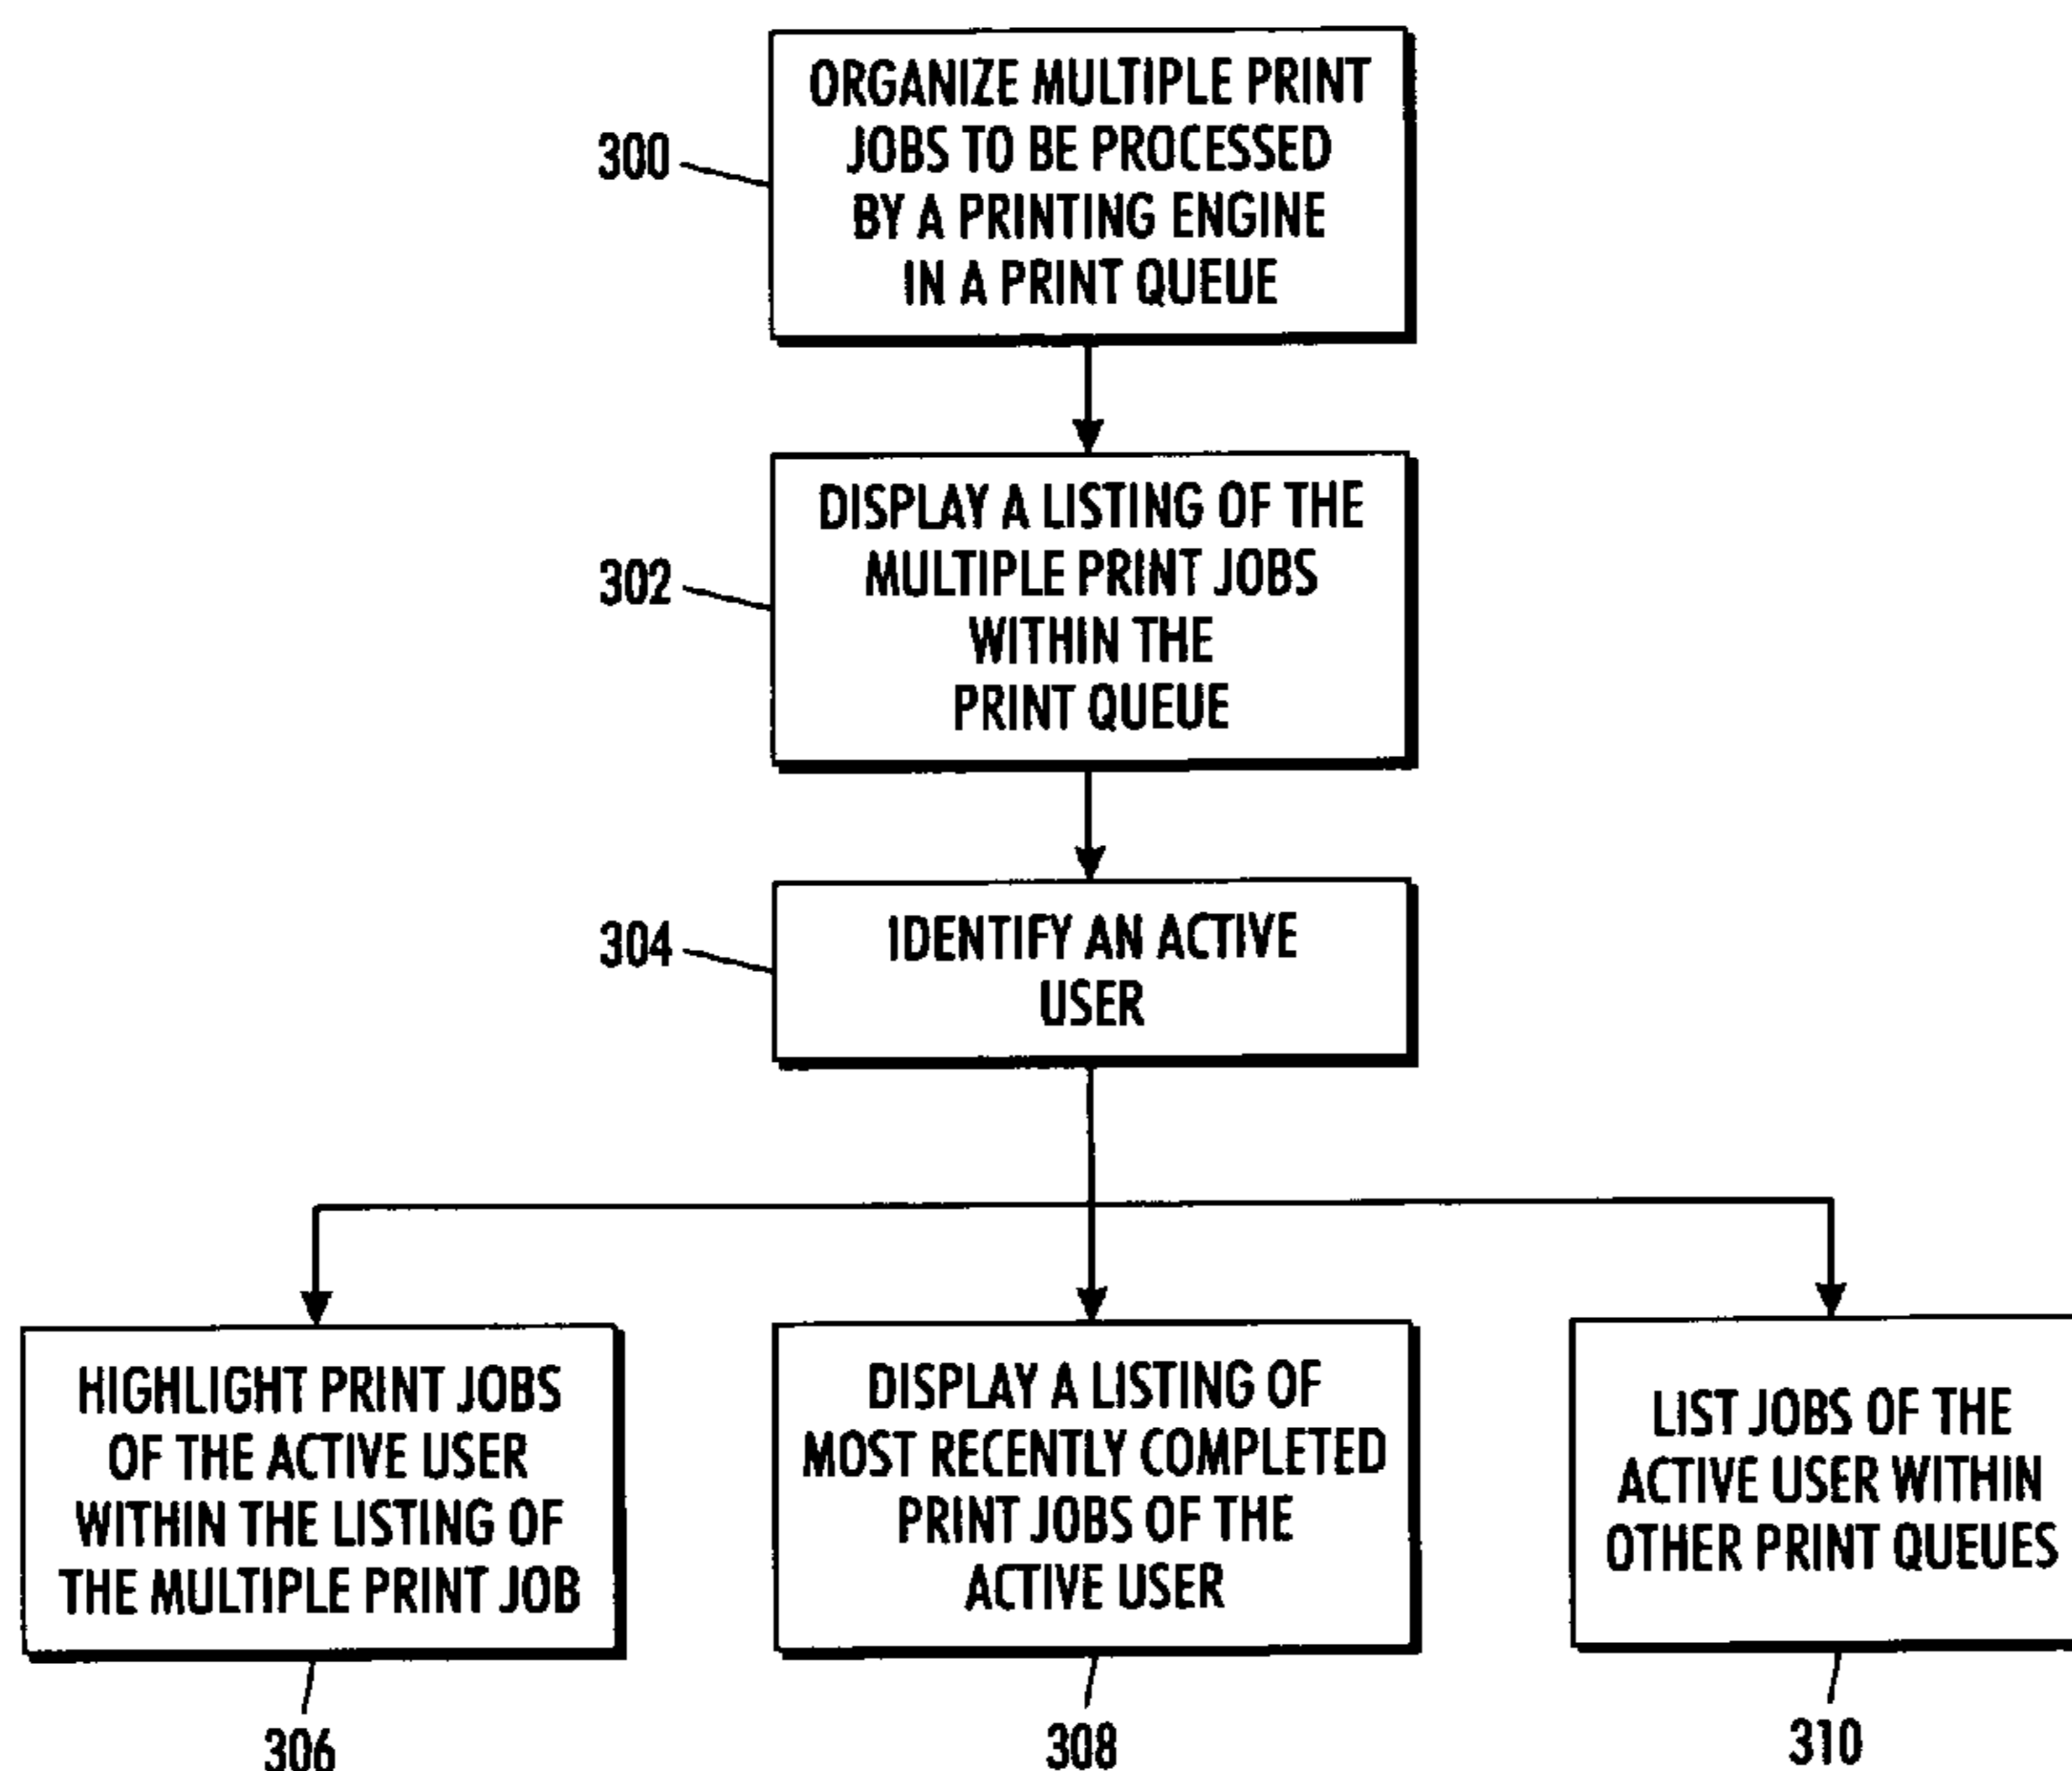 ORGANIZE MULTIPLE PRINT
JOBS TO BE PROCESSED
BY A PRINTING ENGINE
IN A PRINT QUEUE
300
DISPLAY A LISTING OF THE
MULTIPLE PRINT JOBS
WITHIN THE
PRINT QUEUE
302
IDENTIFY AN ACTIVE
USER
304
HIGHLIGHT PRINT JOBS
OF THE ACTIVE USER
WITHIN THE LISTING OF
THE MULTIPLE PRINT JOB
306
DISPLAY A LISTING OF
MOST RECENTLY COMPLETED
PRINT JOBS OF THE
ACTIVE USER
308
LIST JOBS OF THE
ACTIVE USER WITHIN
OTHER PRINT QUEUES
310